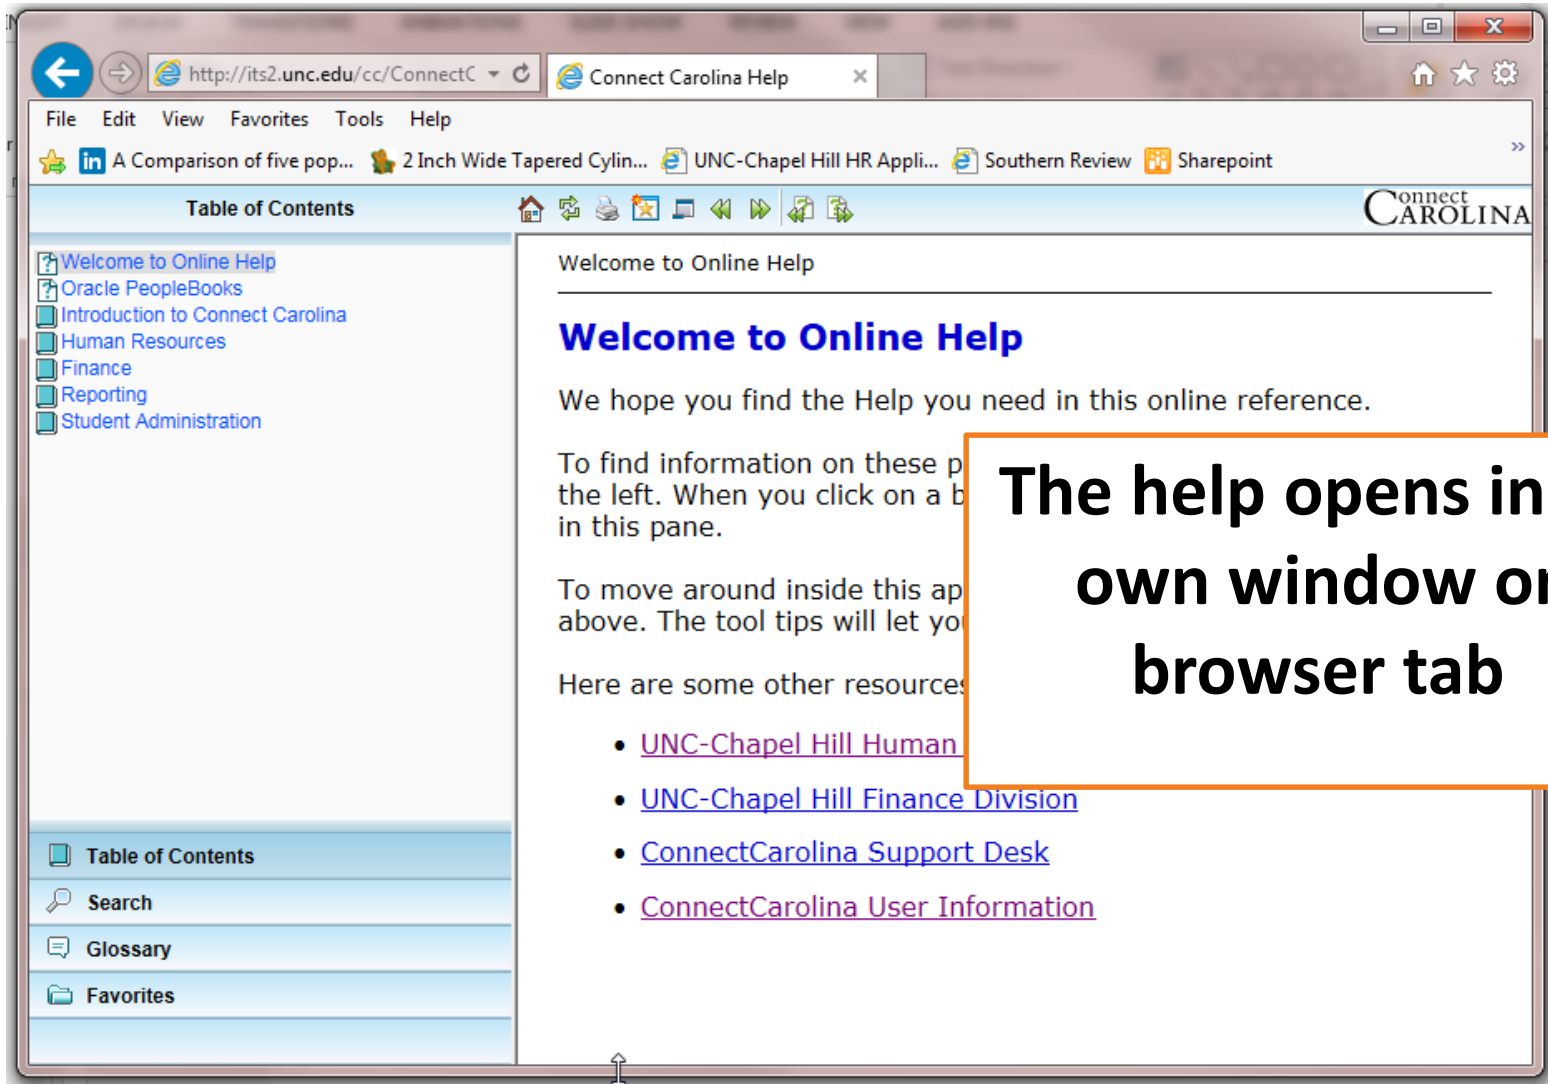 http://its2.unc.edu/cc/ConnectC
Connect Carolina Help
File Edit View Favorites Tools Help
in A Comparison of five pop... 2 Inch Wide Tapered Cylin... UNC-Chapel Hill HR Appli... Southern Review Sharepoint
Table of Contents
Connect
CAROLINA
Welcome to Online Help
Oracle PeopleBooks
Introduction to Connect Carolina
Human Resources
Finance
Reporting
Student Administration
Table of Contents
Search
Glossary
Favorites
Welcome to Online Help
Welcome to Online Help
We hope you find the Help you need in this online reference.
To find information on these p
the left. When you click on a b
in this pane.
To move around inside this ap
above. The tool tips will let yo
Here are some other resources
• UNC-Chapel Hill Human
• UNC-Chapel Hill Finance Division
• ConnectCarolina Support Desk
• ConnectCarolina User Information
The help opens in
own window or
browser tab